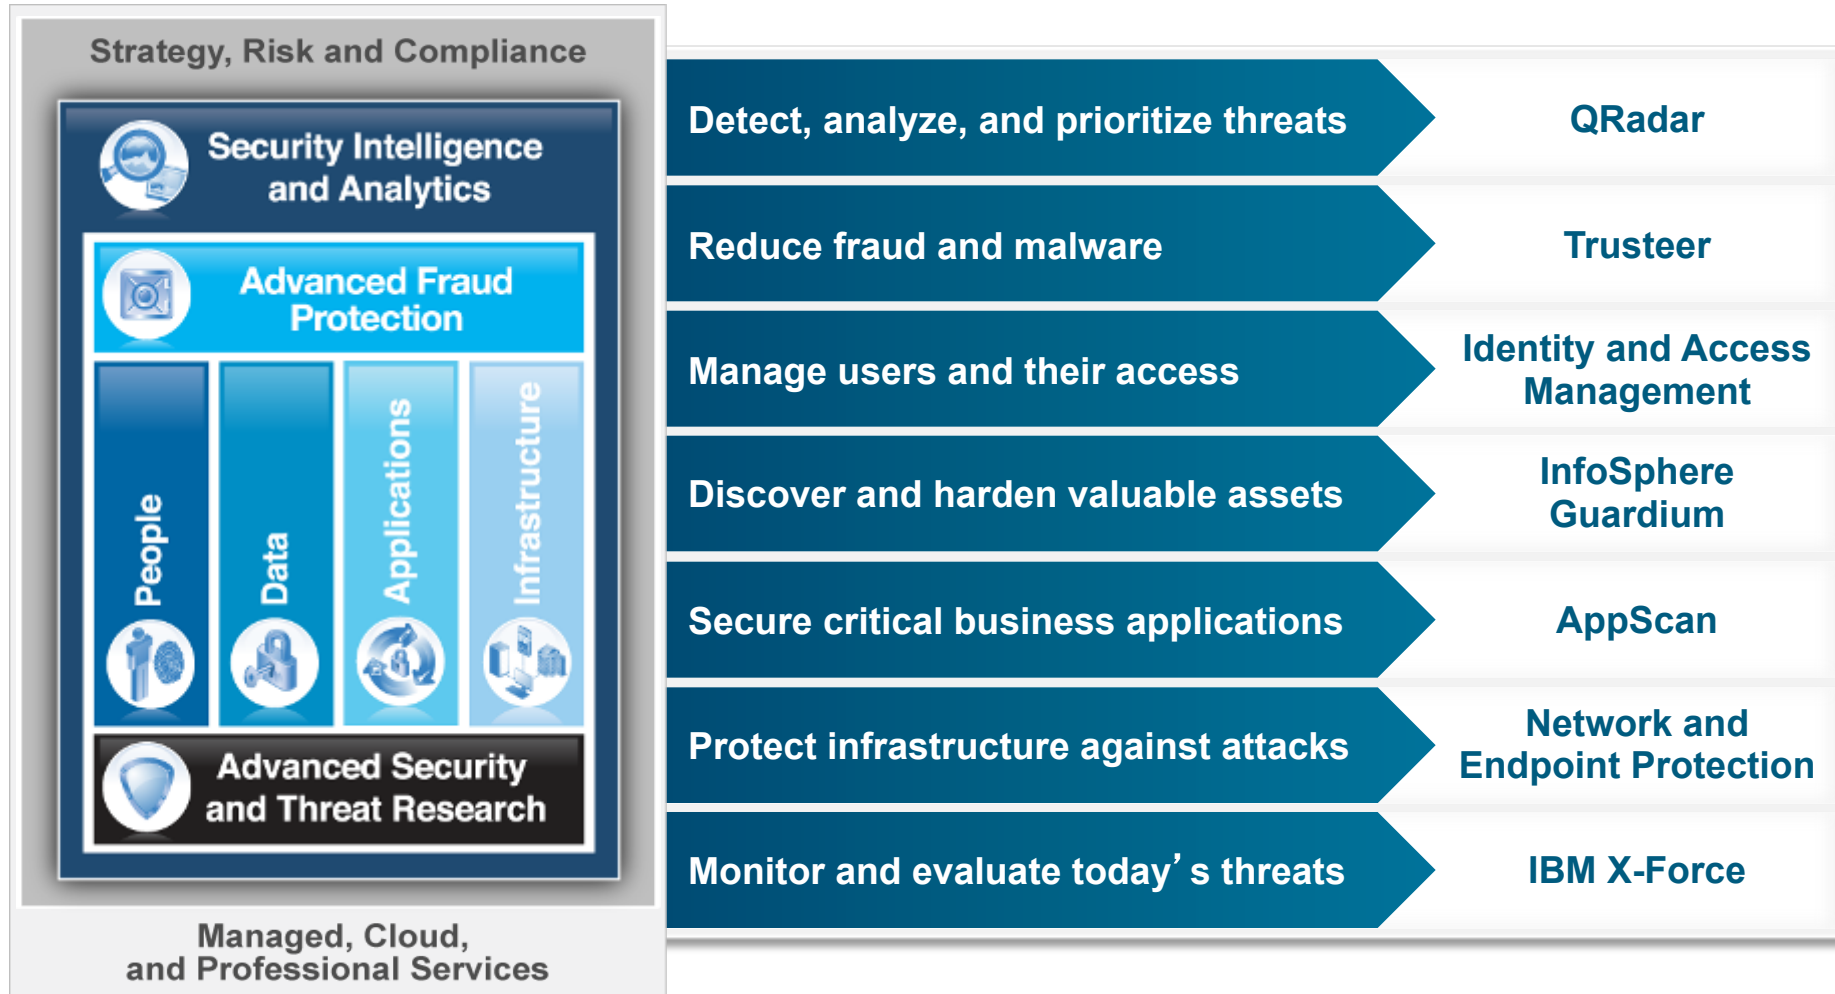 Strategy, Risk and Compliance
Security Intelligence
and Analytics
Advanced Fraud
Protection
People
Data
Applications
Infrastructure
Advanced Security
and Threat Research
Managed, Cloud,
and Professional Services
Detect, analyze, and prioritize threats
QRadar
Reduce fraud and malware
Trusteer
Manage users and their access
Identity and Access
Management
Discover and harden valuable assets
InfoSphere
Guardium
Secure critical business applications
AppScan
Protect infrastructure against attacks
Network and
Endpoint Protection
Monitor and evaluate today’s threats
IBM X-Force